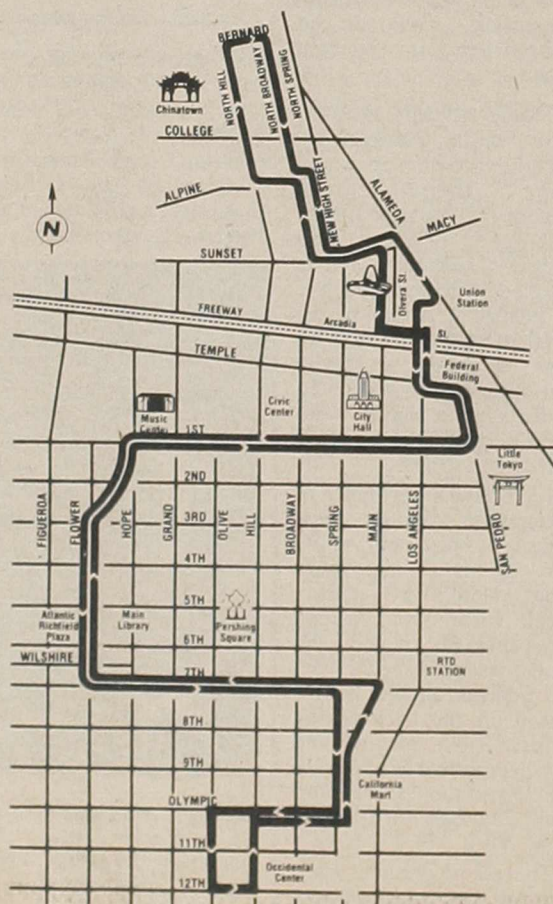 BERNARD
NORTH HILL
NORTH BROADWAY
NORTH SPRING
Chinatown
COLLEGE
NEW HIGH STREET
ALAMEDA
ALPINE
MACY
N
SUNSET
Olvera St.
Union
Station
FREEWAY
Arcadia
St.
TEMPLE
Federal
Building
Civic
Center
Music
Center
City
Hall
1ST
Little
Tokyo
2ND
FIGUEROA
FLOWER
HOPE
GRAND
3RD
OLIVE
HILL
BROADWAY
SPRING
MAIN
LOS ANGELES
SAN PEDRO
4TH
5TH
Atlantic
Richfield
Plaza
Main
Library
Pershing
Square
6TH
WILSHIRE
RTD
STATION
7TH
8TH
9TH
California
Mart
OLYMPIC
11TH
Occidental
Center
12TH